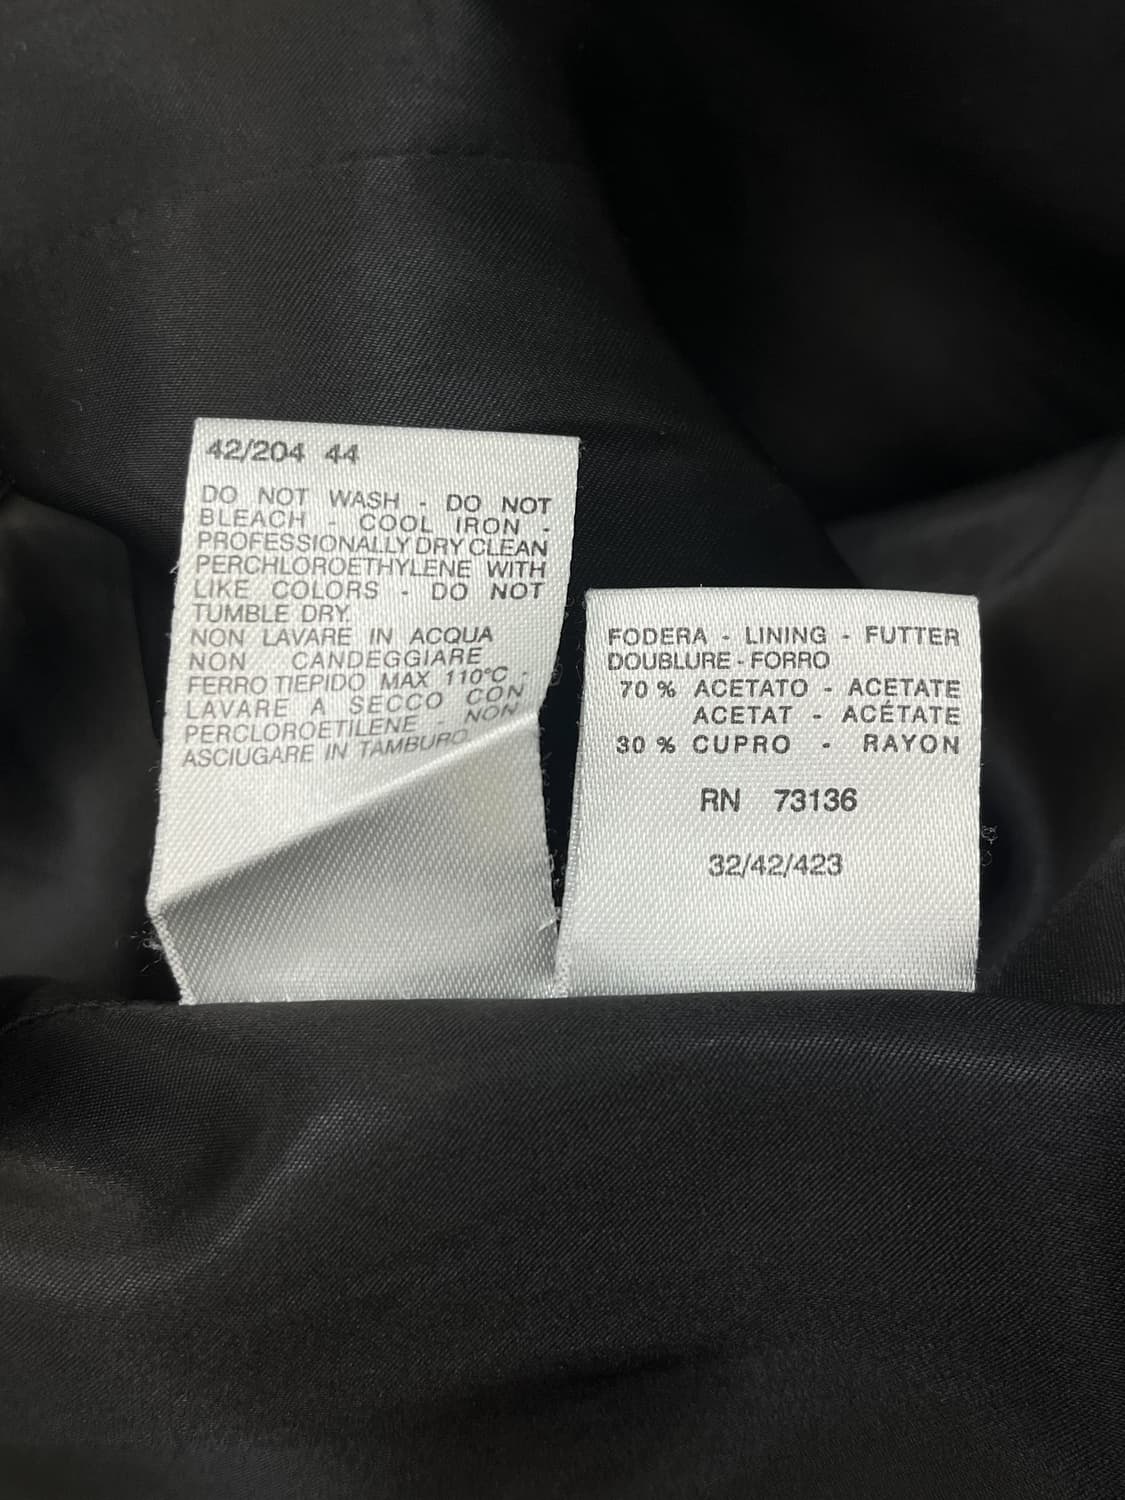 42/204 44
DO NOT WASH - DO NOT
BLEACH - COOL IRON -
PROFESSIONALLY DRY CLEAN
PERCHLOROETHYLENE WITH
LIKE COLORS - DO NOT
TUMBLE DRY.
NON LAVARE IN ACQUA
NON CANDEGGIARE
FERRO TIEPIDO MAX 110°C -
LAVARE A SECCO CON
PERCLOROETILENE - NON
ASCIUGARE IN TAMBURO
FODERA - LINING - FUTTER
DOUBLURE - FORRO
70 % ACETATO - ACETATE
ACETAT - ACÉTATE
30 % CUPRO - RAYON
RN 73136
32/42/423